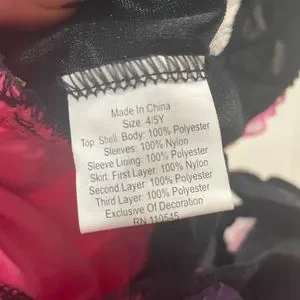 Made In China
Size: 4/5Y
Top: Shell: Body: 100% Polyester
Sleeves: 100% Nylon
Sleeve Lining: 100% Polyester
Skirt: First Layer: 100% Nylon
Second Layer: 100% Polyester
Third Layer: 100% Polyester
Exclusive Of Decoration
RN 110545